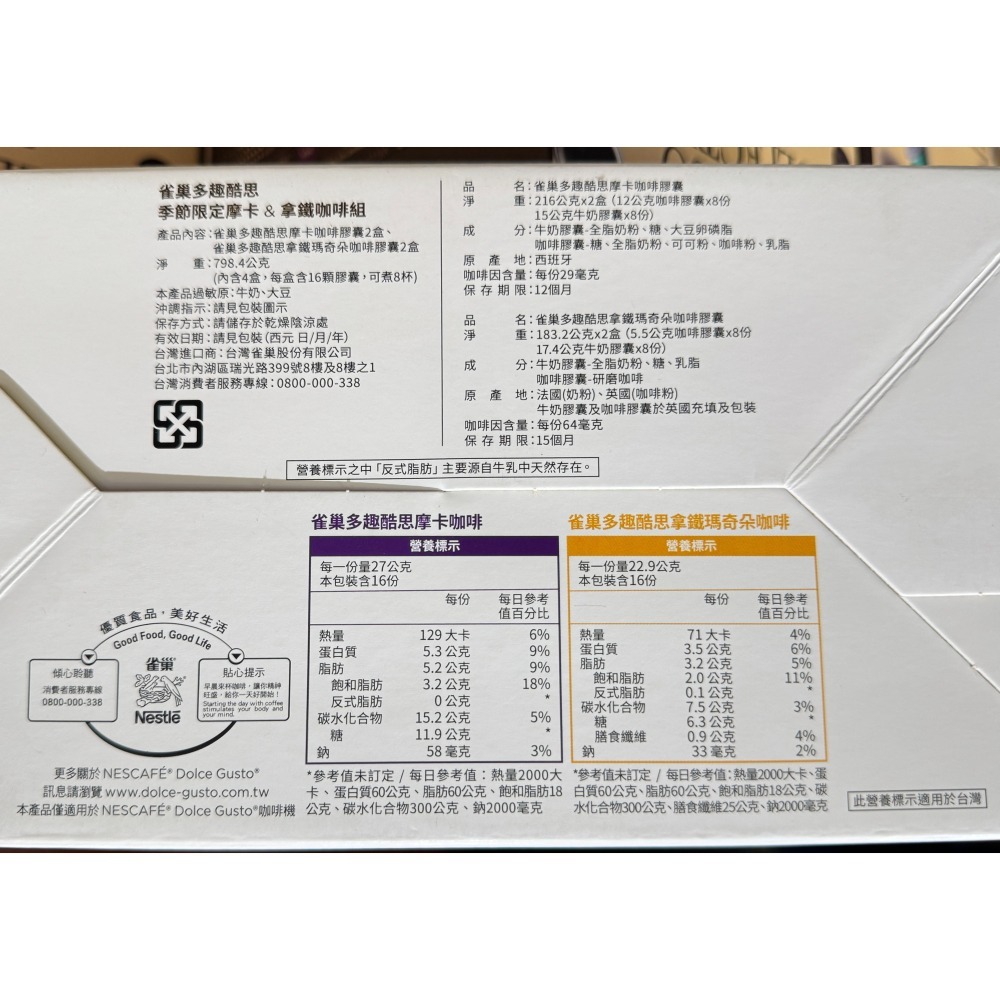 雀巢多趣酷思
季節限定摩卡 & 拿鐵咖啡組
產品內容:雀巢多趣酷思摩卡咖啡膠囊2盒、
雀巢多趣酷思拿鐵瑪奇朵咖啡膠囊2盒
淨 重:798.4公克
(內含4盒,每盒含16顆膠囊,可煮8杯)
本產品過敏原:牛奶、大豆
沖調指示:請見包裝圖示
保存方式:請儲存於乾燥陰涼處
有效日期:請見包裝(西元 日/月/年)
台灣進口商:台灣雀巢股份有限公司
台北市內湖區瑞光路399號8樓及8樓之1
台灣消費者服務專線:0800-000-338
品 名:雀巢多趣酷思摩卡咖啡膠囊
淨 重:216公克x2盒 (12公克咖啡膠囊x8份
15公克牛奶膠囊x8份)
成 分:牛奶膠囊-全脂奶粉、糖、大豆卵磷脂
咖啡膠囊-糖、全脂奶粉、可可粉、咖啡粉、乳脂
原 產 地:西班牙
咖啡因含量:每份29毫克
保 存 期 限:12個月
品 名:雀巢多趣酷思拿鐵瑪奇朵咖啡膠囊
淨 重:183.2公克x2盒 (5.5公克咖啡膠囊x8份
17.4公克牛奶膠囊x8份)
成 分:牛奶膠囊-全脂奶粉、糖、乳脂
咖啡膠囊-研磨咖啡
原 產 地:法國(奶粉)、英國(咖啡粉)
牛奶膠囊及咖啡膠囊於英國充填及包裝
咖啡因含量:每份64毫克
保 存 期 限:15個月
營養標示之中「反式脂肪」主要源自牛乳中天然存在。
雀巢多趣酷思摩卡咖啡
營養標示
每一份量27公克
本包裝含16份
每份 每日參考
值百分比
熱量 129 大卡 6%
蛋白質 5.3 公克 9%
脂肪 5.2 公克 9%
飽和脂肪 3.2 公克 18%
反式脂肪 0 公克 *
碳水化合物 15.2 公克 5%
糖 11.9 公克 *
鈉 58 毫克 3%
*參考值未訂定 / 每日參考值:熱量2000大
卡、蛋白質60公克、脂肪60公克、飽和脂肪18
公克、碳水化合物300公克、鈉2000毫克
雀巢多趣酷思拿鐵瑪奇朵咖啡
營養標示
每一份量22.9公克
本包裝含16份
每份 每日參考
值百分比
熱量 71 大卡 4%
蛋白質 3.5 公克 6%
脂肪 3.2 公克 5%
飽和脂肪 2.0 公克 11%
反式脂肪 0.1 公克 *
碳水化合物 7.5 公克 3%
糖 6.3 公克 *
膳食纖維 0.9 公克 4%
鈉 33 毫克 2%
*參考值未訂定 / 每日參考值:熱量2000大卡、蛋
白質60公克、脂肪60公克、飽和脂肪18公克、碳
水化合物300公克、膳食纖維25公克、鈉2000毫克
此營養標示適用於台灣
優質食品,美好生活
Good Food, Good Life
傾心聆聽
消費者服務專線
0800-000-338
雀巢
Nestlé
貼心提示
早晨來杯咖啡,讓你精神
旺盛,給你一天好開始!
Starting the day with coffee
stimulates your body and
your mind.
更多關於 NESCAFÉ® Dolce Gusto®
訊息請瀏覽 www.dolce-gusto.com.tw
本產品僅適用於 NESCAFÉ® Dolce Gusto®咖啡機